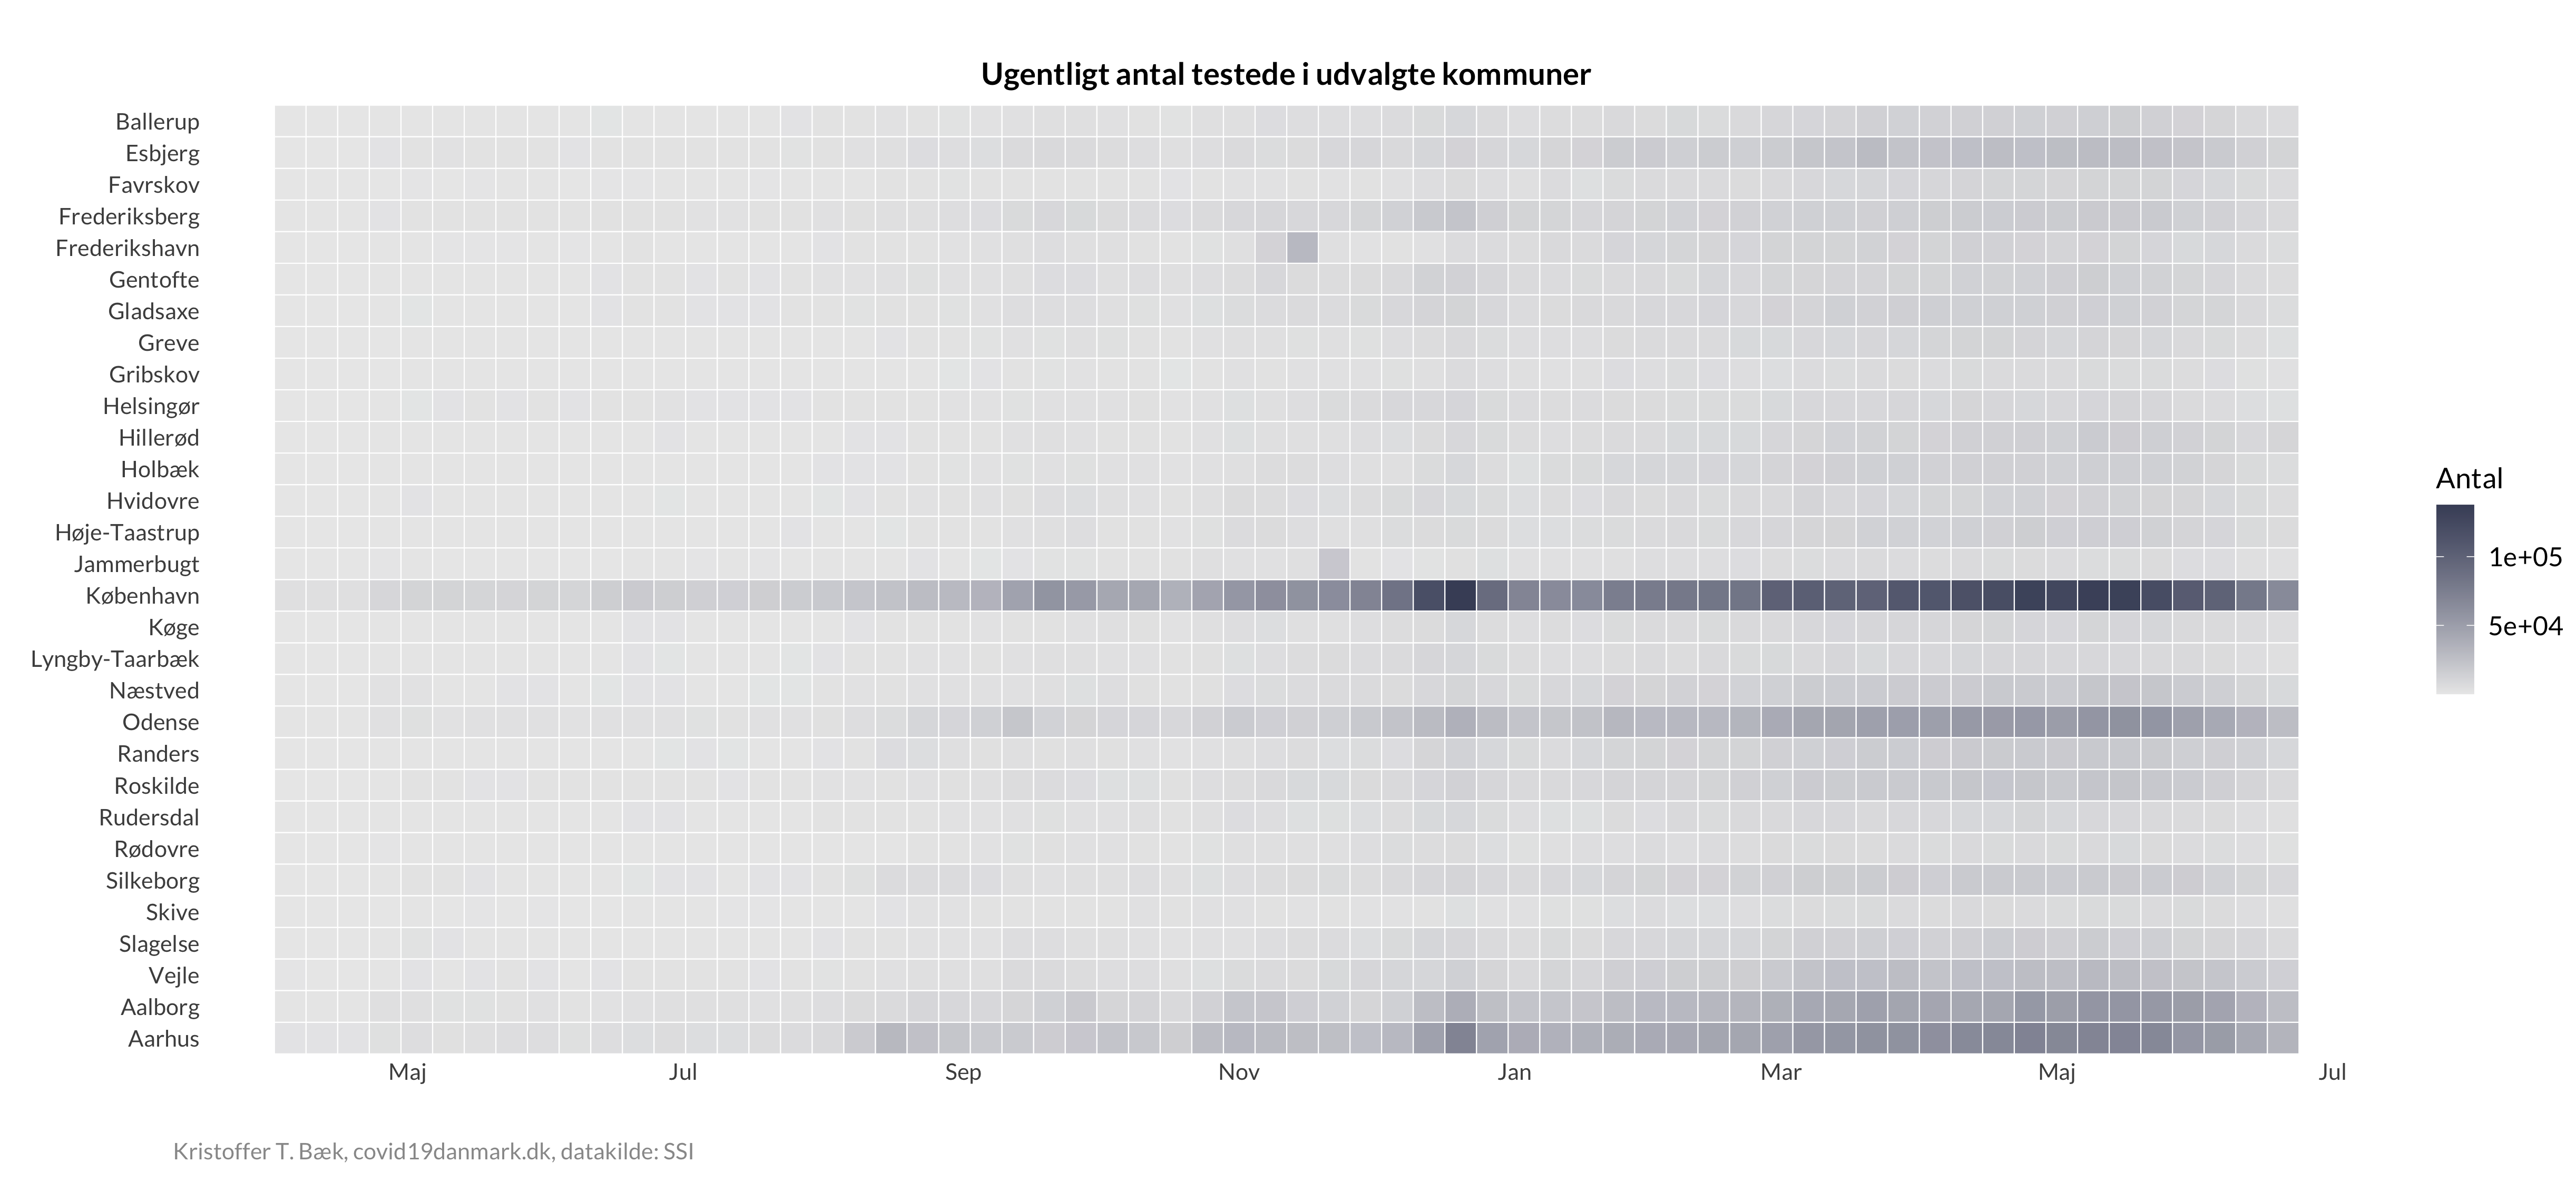 Ugentligt antal testede i udvalgte kommuner
Ballerup
Esbjerg
Favrskov
Frederiksberg
Frederikshavn
Gentofte
Gladsaxe
Greve
Gribskov
Helsingør
Hillerød
Holbæk
Hvidovre
Høje-Taastrup
Jammerbugt
København
Køge
Lyngby-Taarbæk
Næstved
Odense
Randers
Roskilde
Rudersdal
Rødovre
Silkeborg
Skive
Slagelse
Vejle
Aalborg
Aarhus
Maj Jul Sep Nov Jan Mar Maj Jul
Antal
1e+05
5e+04
Kristoffer T. Bæk, covid19danmark.dk, datakilde: SSI